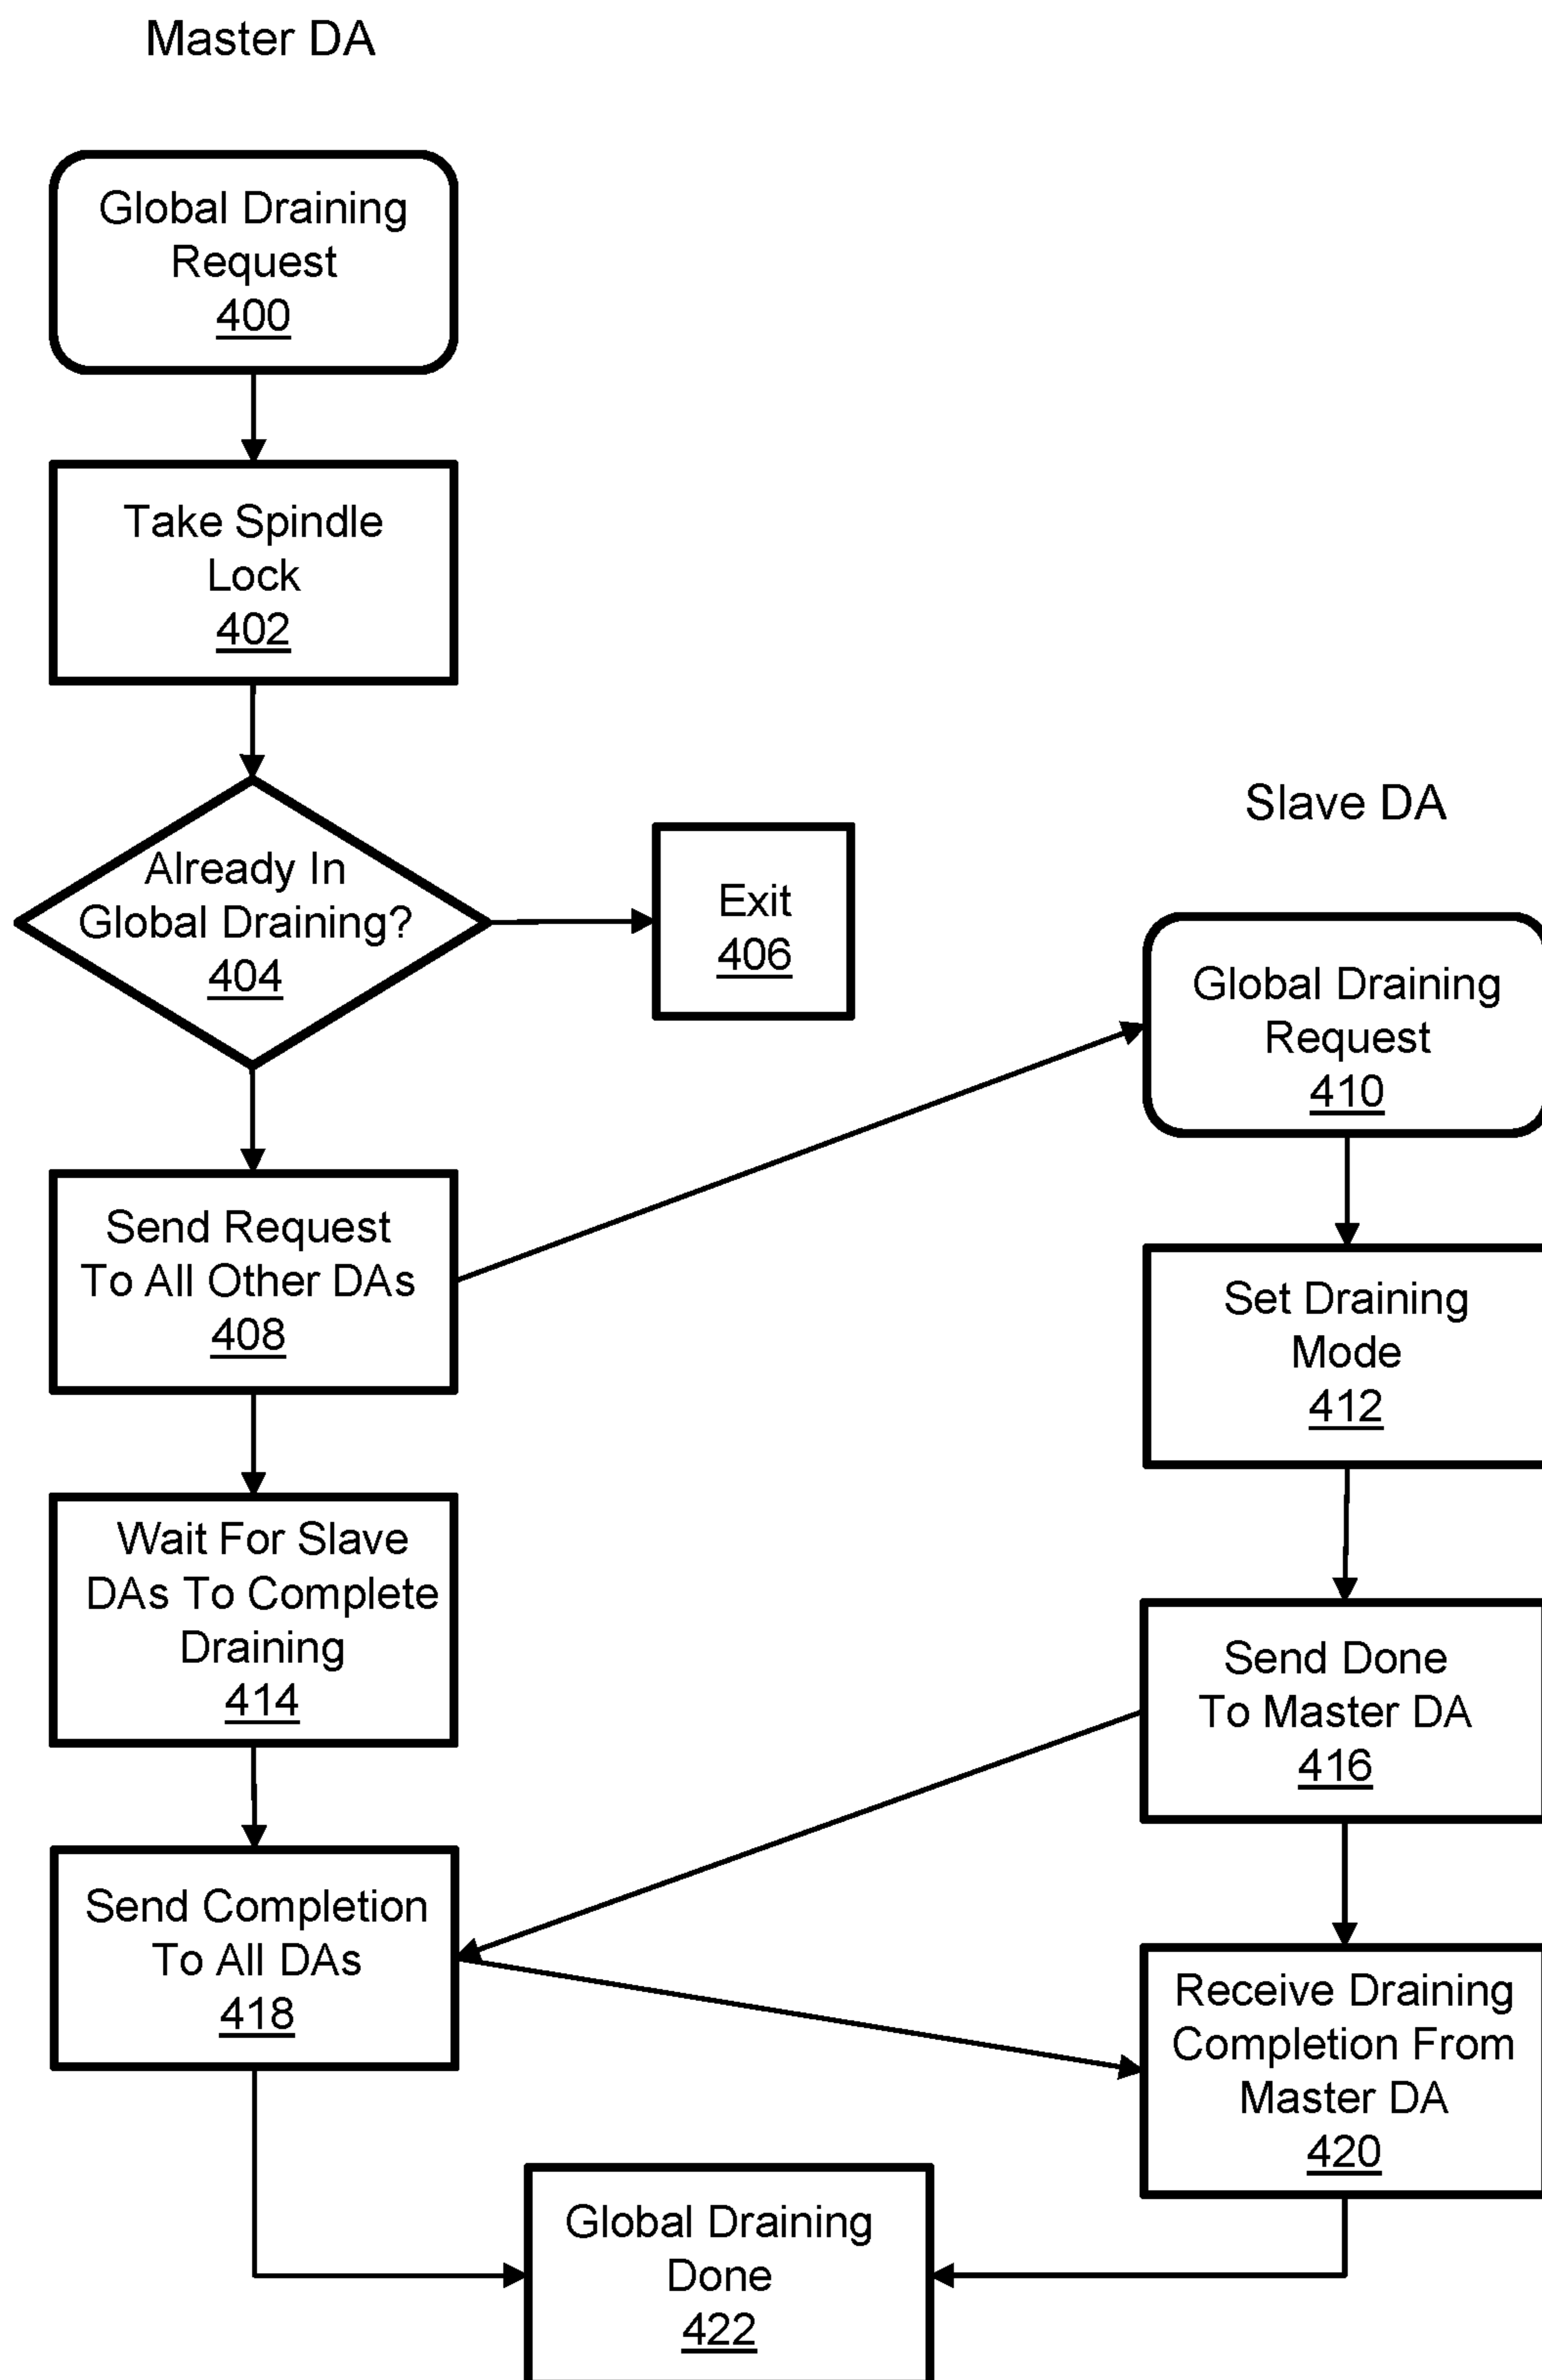 Master DA
Global Draining
Request
400
Take Spindle
Lock
402
Already In
Global Draining?
404
Exit
406
Slave DA
Global Draining
Request
410
Send Request
To All Other DAs
408
Set Draining
Mode
412
Wait For Slave
DAs To Complete
Draining
414
Send Done
To Master DA
416
Send Completion
To All DAs
418
Receive Draining
Completion From
Master DA
420
Global Draining
Done
422